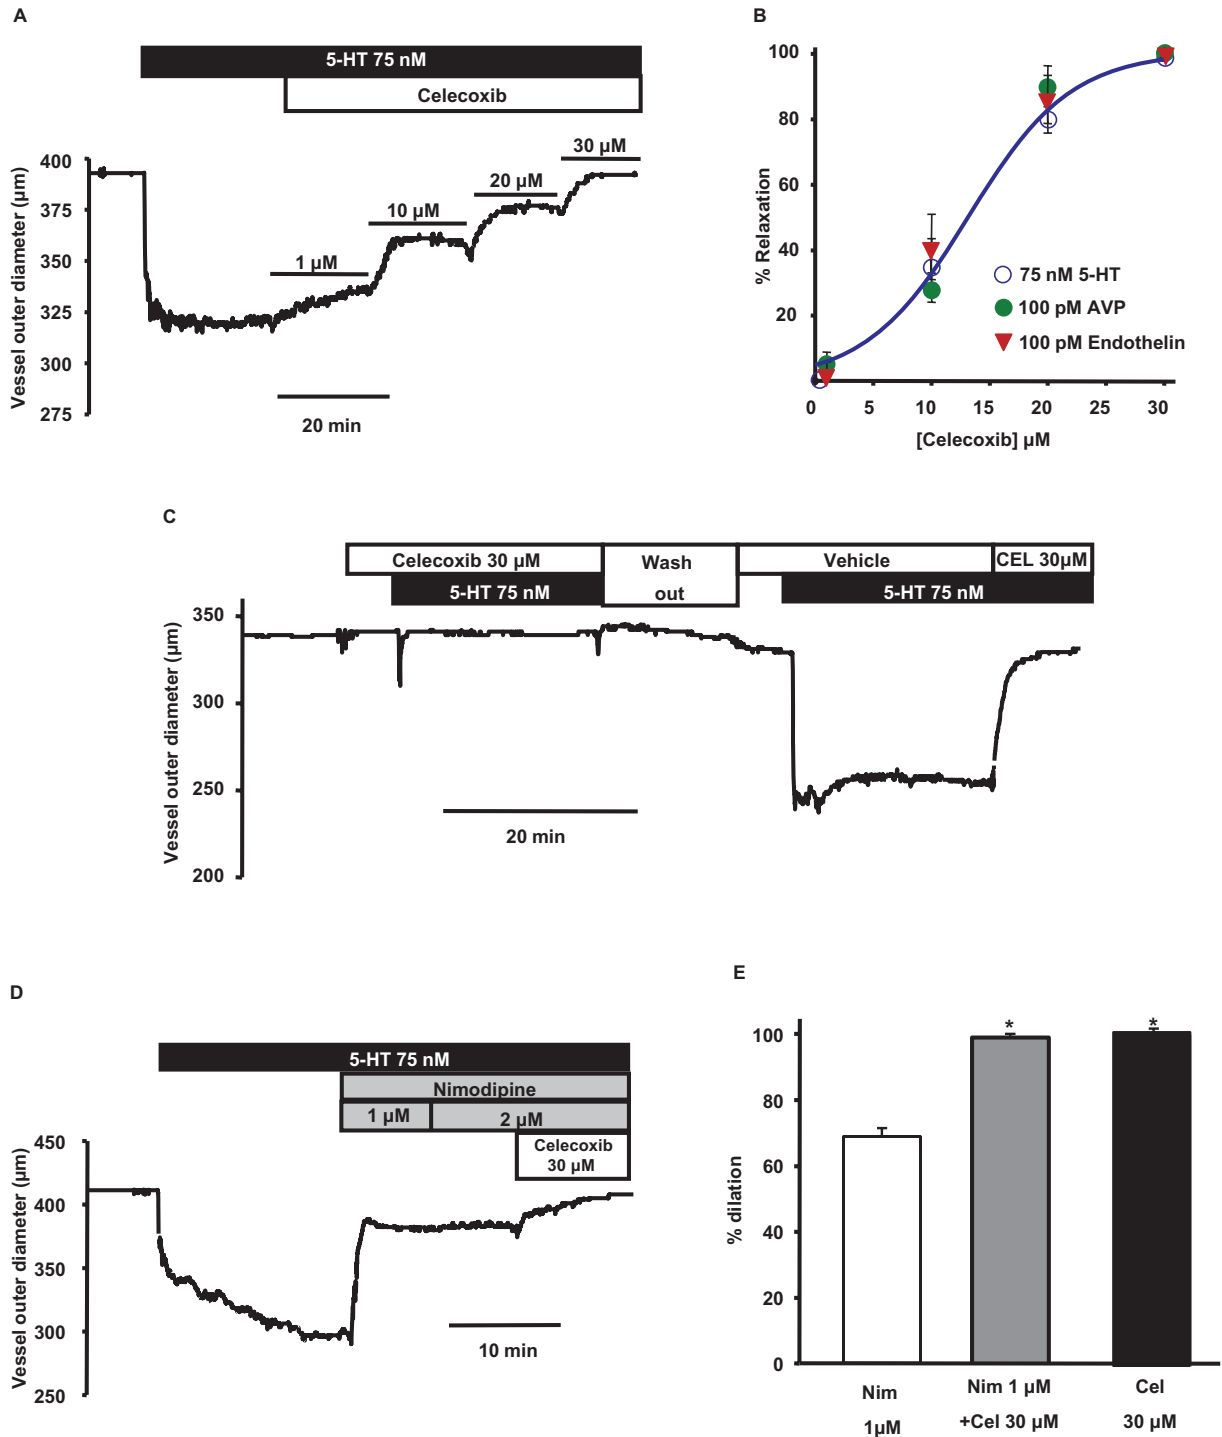 A
5-HT 75 nM
Celecoxib
Vessel outer diameter (µm)
400
375
350
325
300
275
1 µM
10 µM
20 µM
30 µM
20 min
B
% Relaxation
100
80
60
40
20
75 nM 5-HT
100 pM AVP
100 pM Endothelin
0 5 10 15 20 25 30
[Celecoxib] µM
C
Celecoxib 30 µM
5-HT 75 nM
Wash
out
Vehicle
CEL 30µM
5-HT 75 nM
Vessel outer diameter (µm)
350
300
250
200
20 min
D
5-HT 75 nM
Nimodipine
1 µM
2 µM
Celecoxib
30 µM
Vessel outer diameter (µm)
450
400
350
300
250
10 min
E
% dilation
100
80
60
40
20
0
*
*
Nim
1µM
Nim 1 µM
+Cel 30 µM
Cel
30 µM